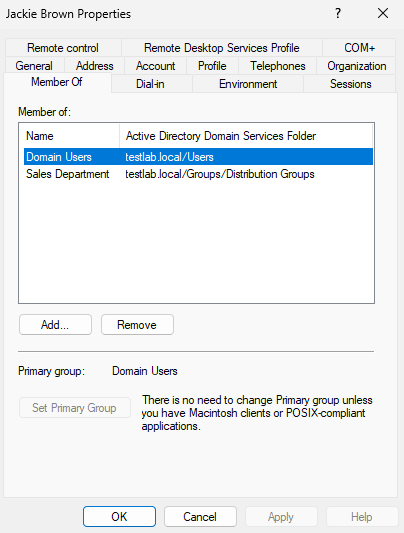 Jackie Brown Properties ? ×
Remote control Remote Desktop Services Profile COM+
General Address Account Profile Telephones Organization
Member Of Dial-in Environment Sessions
Member of:
Name Active Directory Domain Services Folder
Domain Users testlab.local/Users
Sales Department testlab.local/Groups/Distribution Groups
Add... Remove
Primary group: Domain Users
Set Primary Group
There is no need to change Primary group unless
you have Macintosh clients or POSIX-compliant
applications.
OK Cancel Apply Help